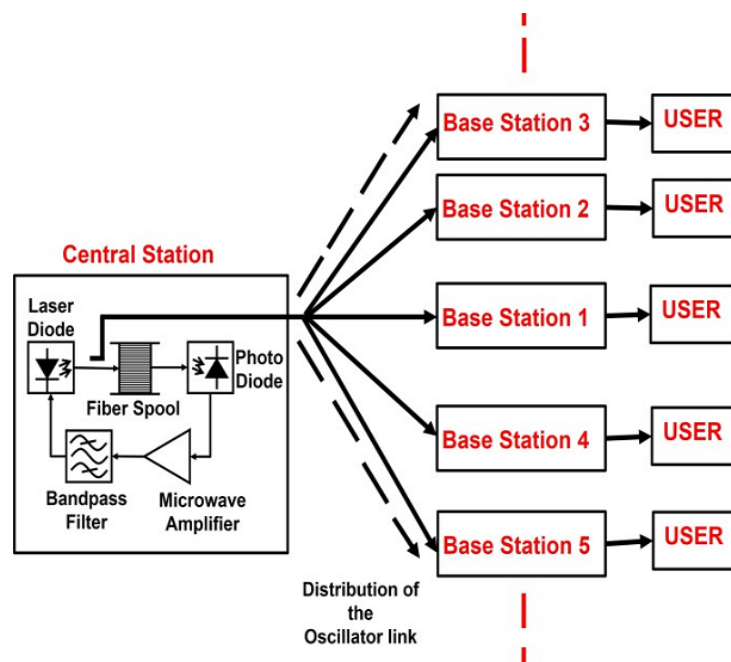 Base Station 3
USER
Base Station 2
USER
Central Station
Laser
Diode
Photo
Diode
Fiber Spool
Base Station 1
USER
Bandpass
Filter
Microwave
Amplifier
Base Station 4
USER
Base Station 5
USER
Distribution of
the
Oscillator link